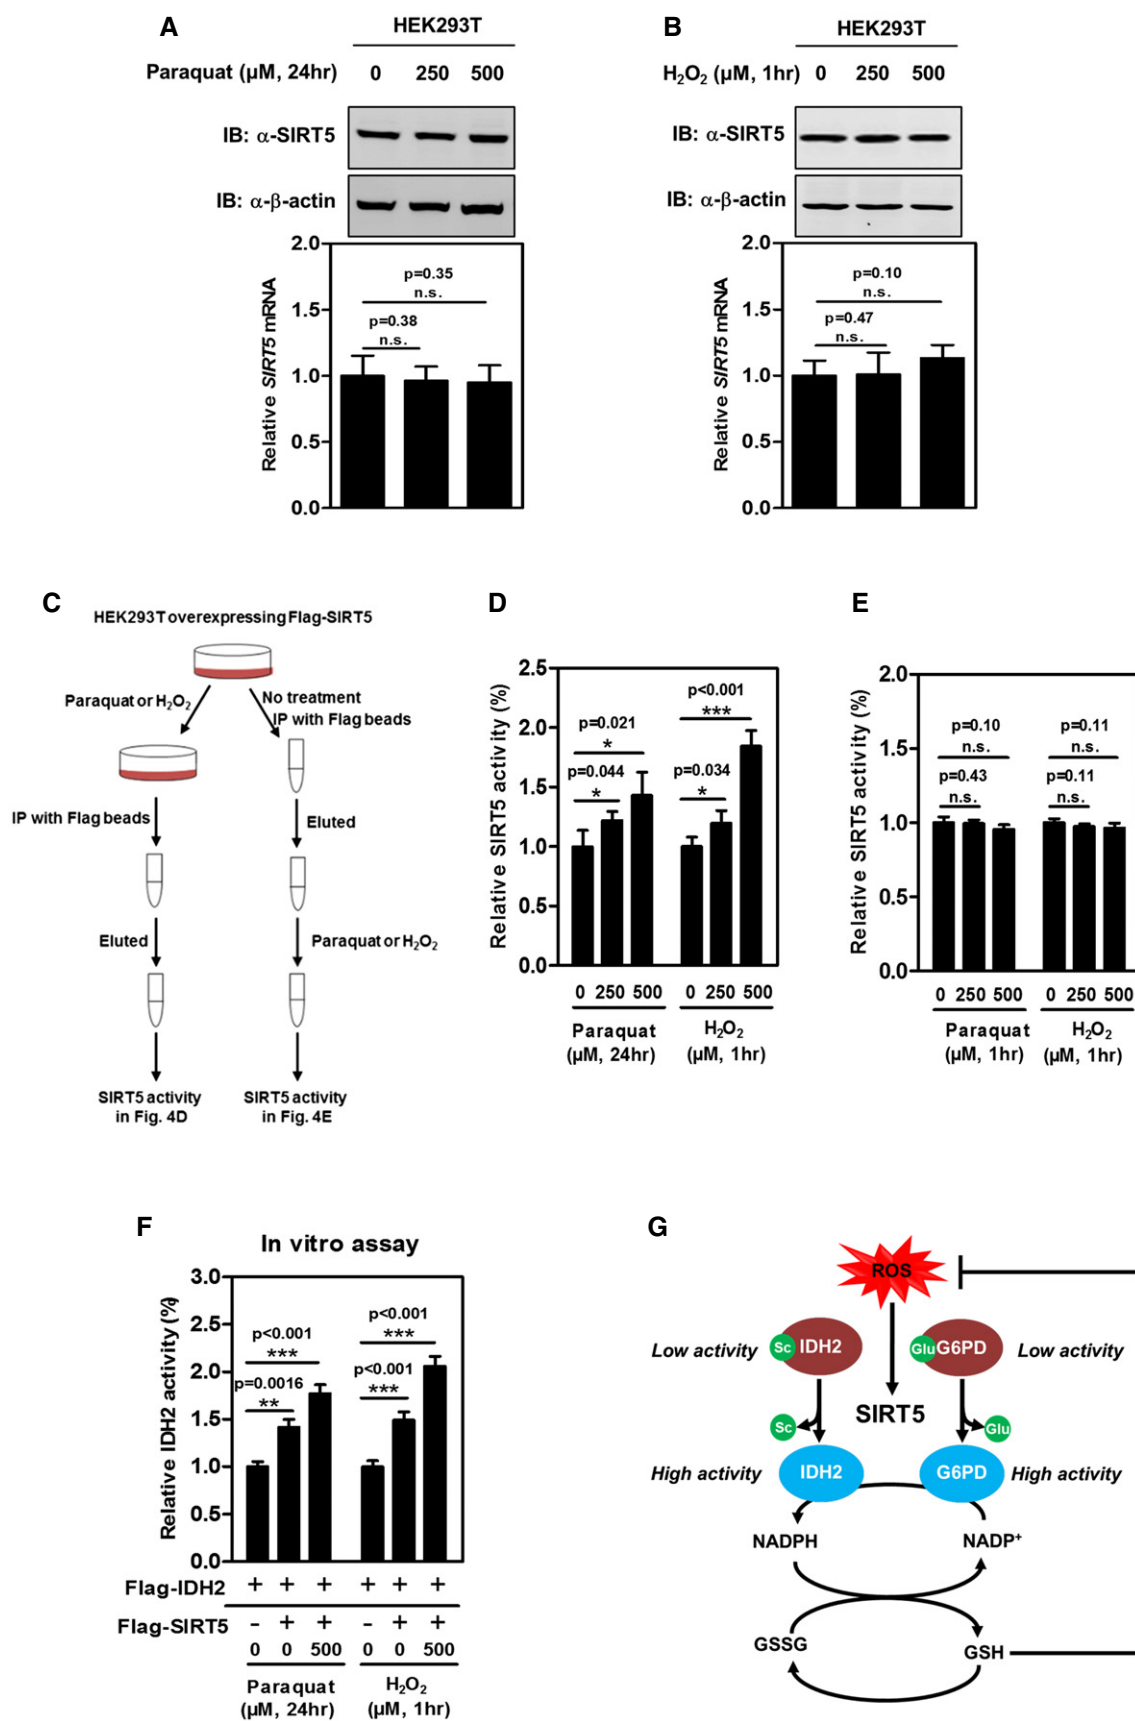 A
HEK293T
Paraquat (µM, 24hr) 0 250 500
IB: α-SIRT5
IB: α-β-actin
Relative SIRT5 mRNA
2.0
1.5
1.0
0.5
0.0
p=0.35
n.s.
p=0.38
n.s.
B
HEK293T
H₂O₂ (µM, 1hr) 0 250 500
IB: α-SIRT5
IB: α-β-actin
Relative SIRT5 mRNA
2.0
1.5
1.0
0.5
0.0
p=0.10
n.s.
p=0.47
n.s.
C
HEK293T overexpressing Flag-SIRT5
Paraquat or H₂O₂
No treatment
IP with Flag beads
IP with Flag beads
Eluted
Eluted
Paraquat or H₂O₂
SIRT5 activity
in Fig. 4D
SIRT5 activity
in Fig. 4E
D
Relative SIRT5 activity (%)
2.5
2.0
1.5
1.0
0.5
0.0
p<0.001
***
p=0.021
*
p=0.044
*
p=0.034
*
0 250 500 0 250 500
Paraquat
(µM, 24hr)
H₂O₂
(µM, 1hr)
E
Relative SIRT5 activity (%)
2.0
1.5
1.0
0.5
0.0
p=0.10
n.s.
p=0.43
n.s.
p=0.11
n.s.
p=0.11
n.s.
0 250 500 0 250 500
Paraquat
(µM, 1hr)
H₂O₂
(µM, 1hr)
F
In vitro assay
Relative IDH2 activity (%)
3.0
2.5
2.0
1.5
1.0
0.5
0.0
p<0.001
***
p=0.0016
**
p<0.001
***
p<0.001
***
Flag-IDH2 + + + + + +
Flag-SIRT5 - + + - + +
0 0 500 0 0 500
Paraquat
(µM, 24hr)
H₂O₂
(µM, 1hr)
G
ROS
Low activity
Sc IDH2
Glu G6PD
Low activity
SIRT5
Sc
Glu
High activity
IDH2
G6PD
High activity
NADPH
NADP⁺
GSSG
GSH